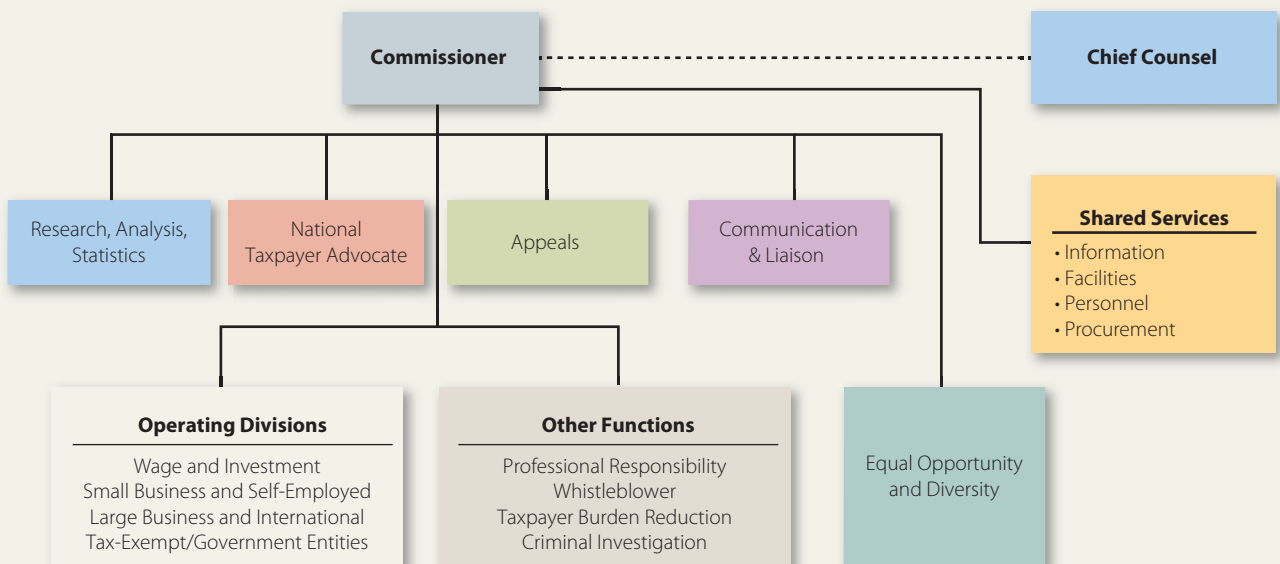 Commissioner
Chief Counsel
Research, Analysis,
Statistics
National
Taxpayer Advocate
Appeals
Communication
& Liaison
Shared Services
• Information
• Facilities
• Personnel
• Procurement
Operating Divisions
Wage and Investment
Small Business and Self-Employed
Large Business and International
Tax-Exempt/Government Entities
Other Functions
Professional Responsibility
Whistleblower
Taxpayer Burden Reduction
Criminal Investigation
Equal Opportunity
and Diversity